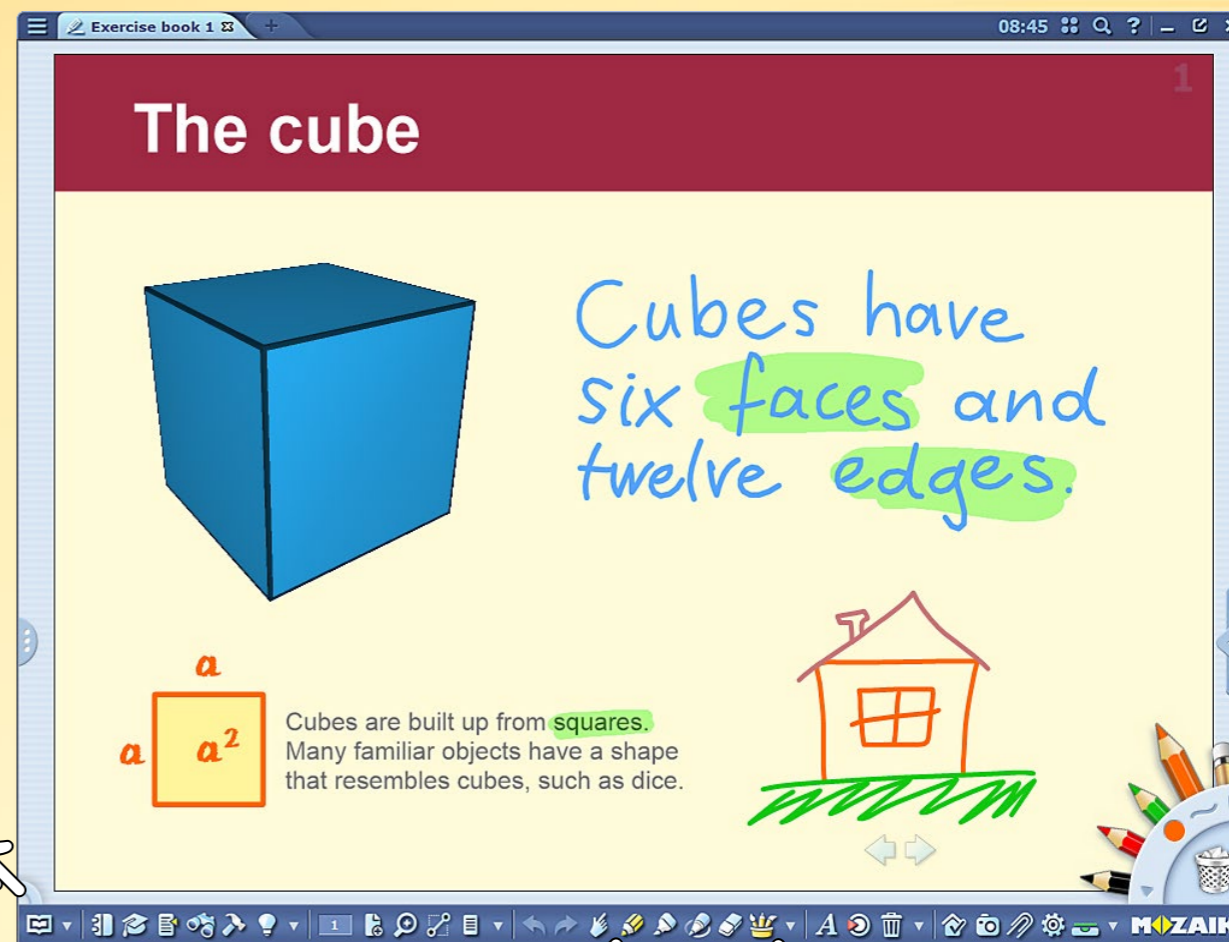 Exercise book 1
08:45
1
The cube
Cubes have
six faces and
twelve edges.
a
a a²
Cubes are built up from squares.
Many familiar objects have a shape
that resembles cubes, such as dice.
1
A